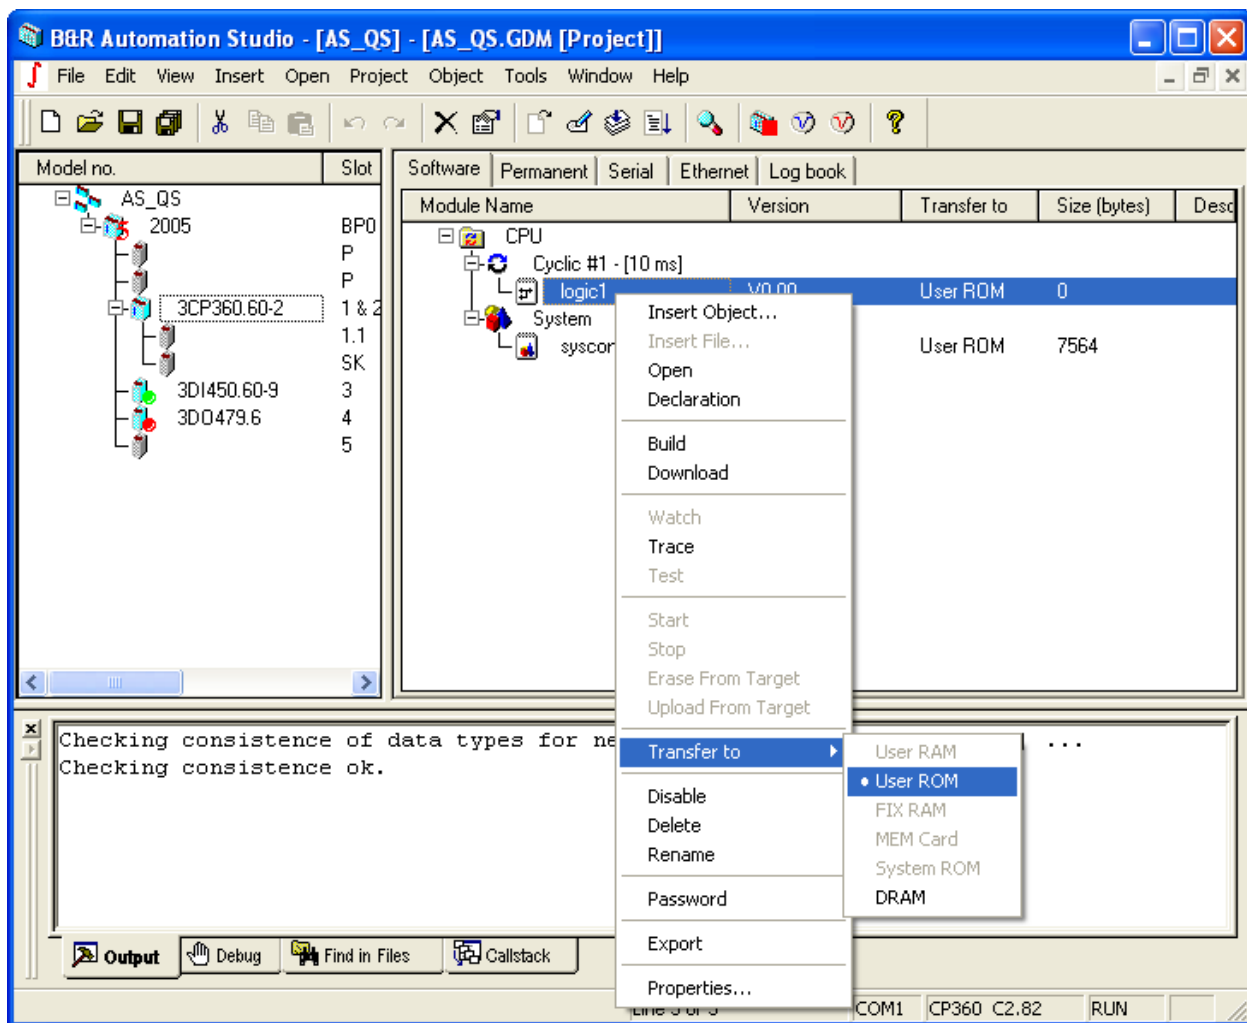 B&R Automation Studio - [AS_QS] - [AS_QS.GDM [Project]]
File Edit View Insert Open Project Object Tools Window Help
Model no. Slot
AS_QS
2005 BP0
P
P
3CP360.60-2 1 & 2
1.1
SK
3DI450.60-9 3
3DO479.6 4
5
Software Permanent Serial Ethernet Log book
Module Name Version Transfer to Size (bytes) Desc
CPU
Cyclic #1 - [10 ms]
logic1 V0.00 User ROM 0
System
syscon User ROM 7564
Insert Object...
Insert File...
Open
Declaration
Build
Download
Watch
Trace
Test
Start
Stop
Erase From Target
Upload From Target
Transfer to
Disable
Delete
Rename
Password
Export
Properties...
User RAM
User ROM
FIX RAM
MEM Card
System ROM
DRAM
Checking consistence of data types for ne ...
Checking consistence ok.
Output Debug Find in Files Callstack
COM1 CP360 C2.82 RUN